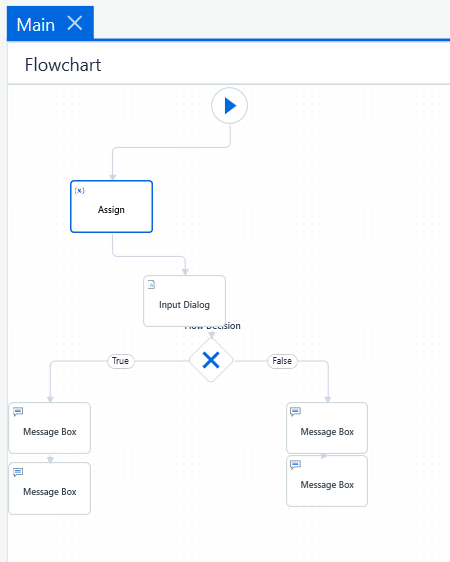 Main
Flowchart
(x)
Assign
Input Dialog
Flow Decision
True
False
Message Box
Message Box
Message Box
Message Box